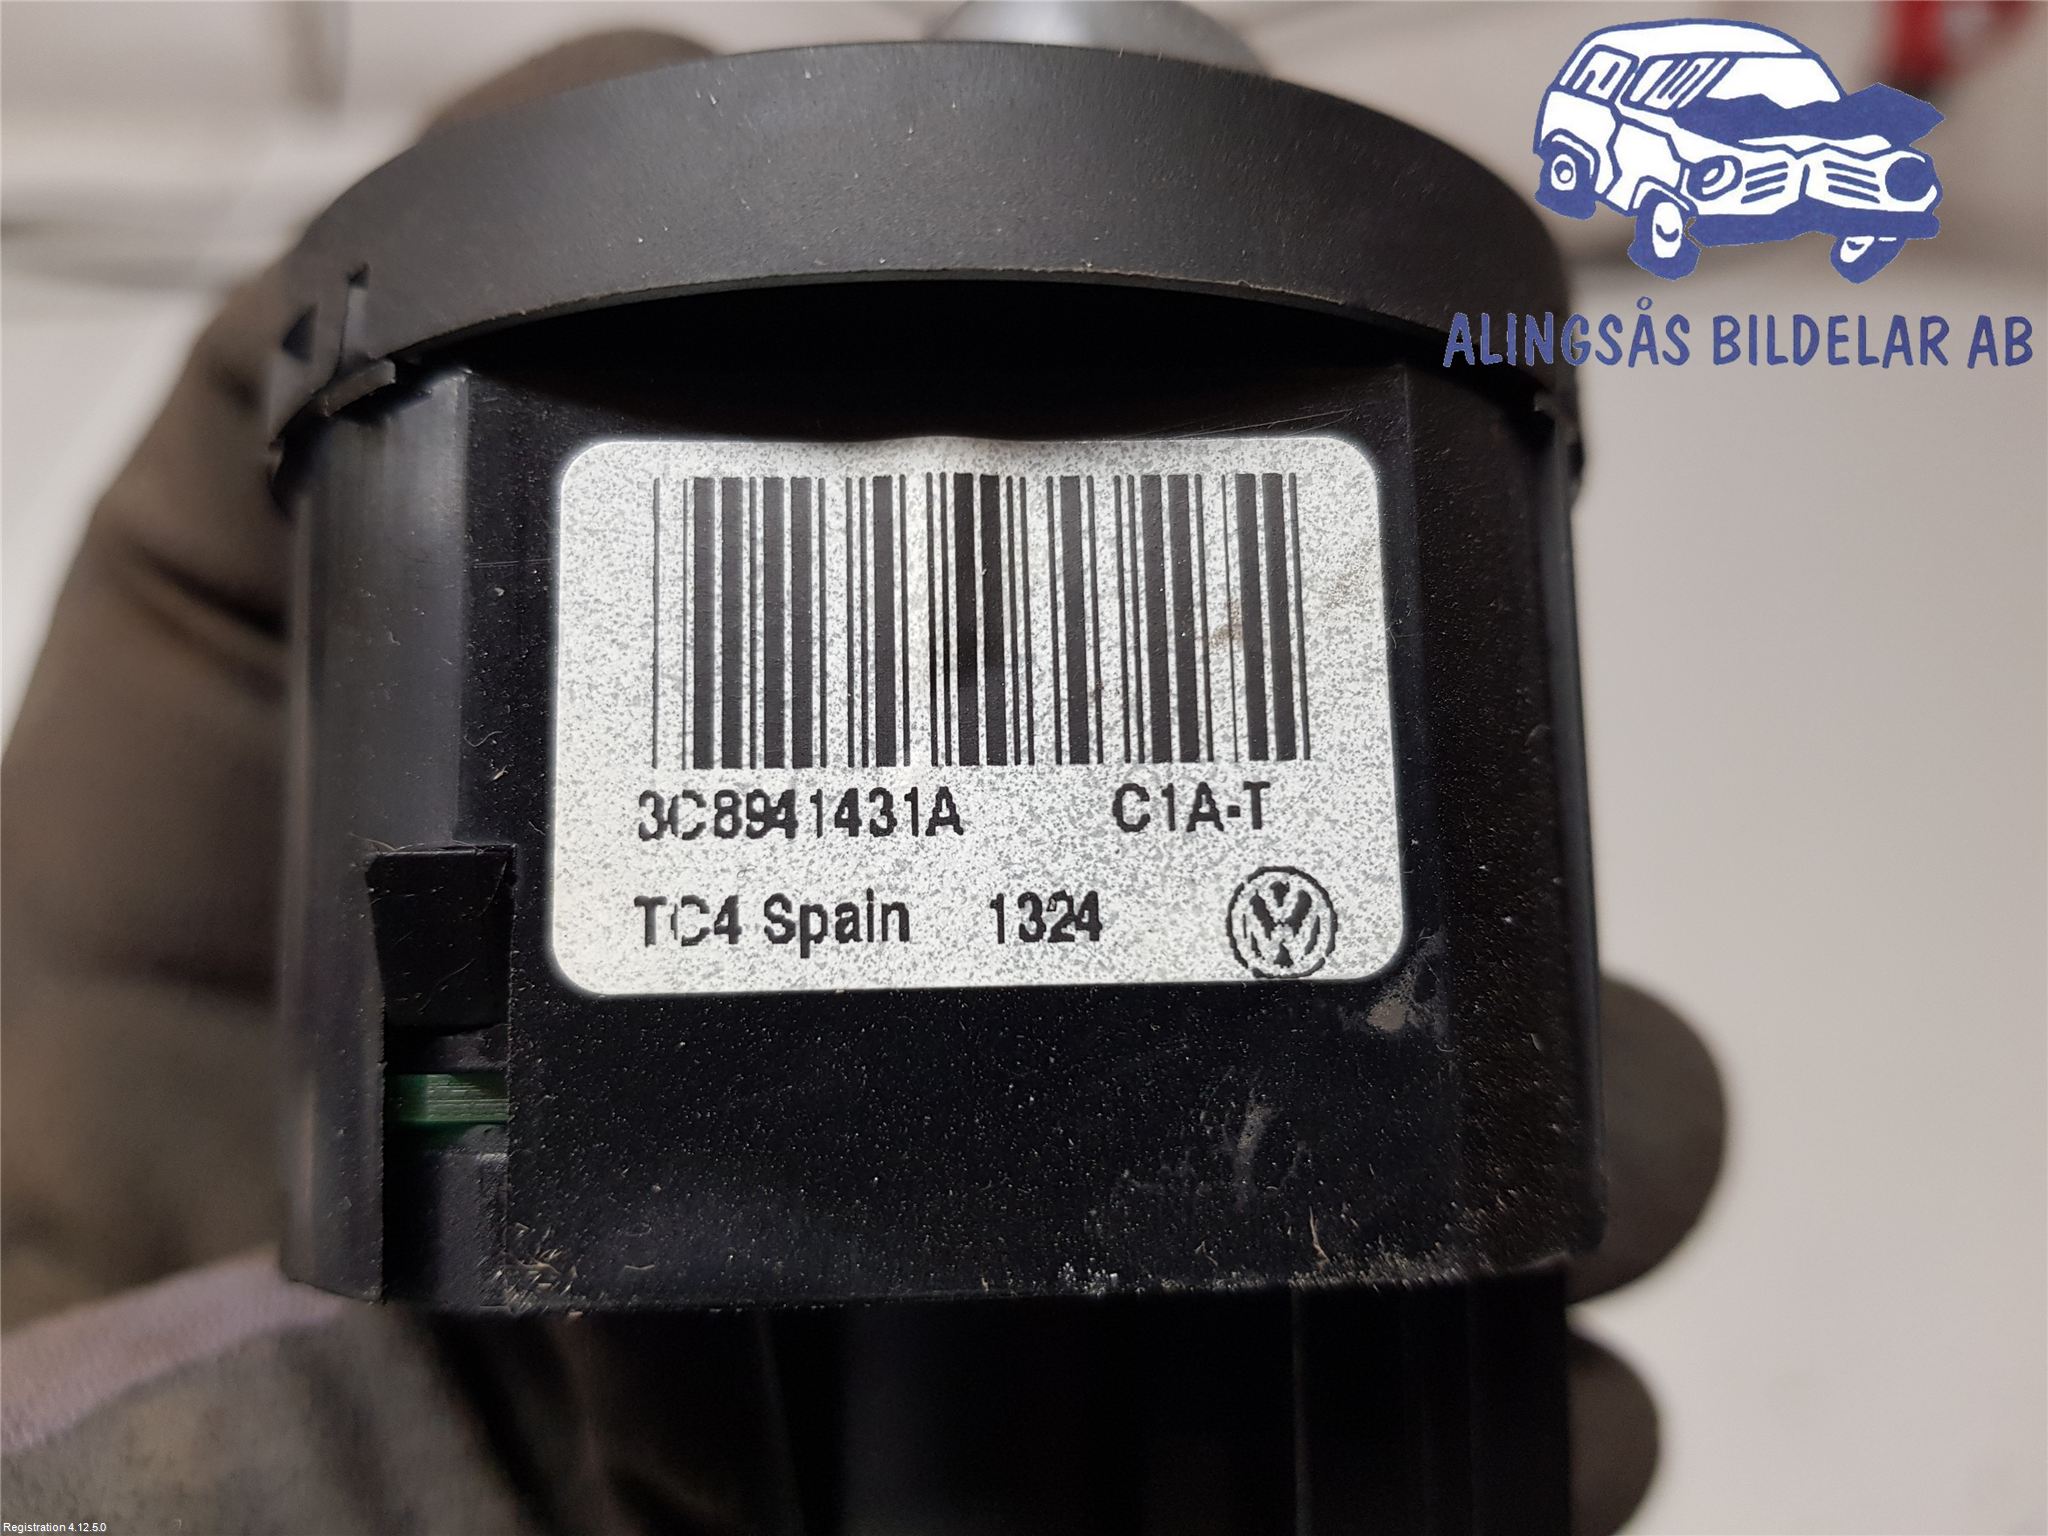 ALINGSÅS BILDELAR AB
3C8941431A C1A-T
TC4 Spain 1324
Registration 4.12.5.0